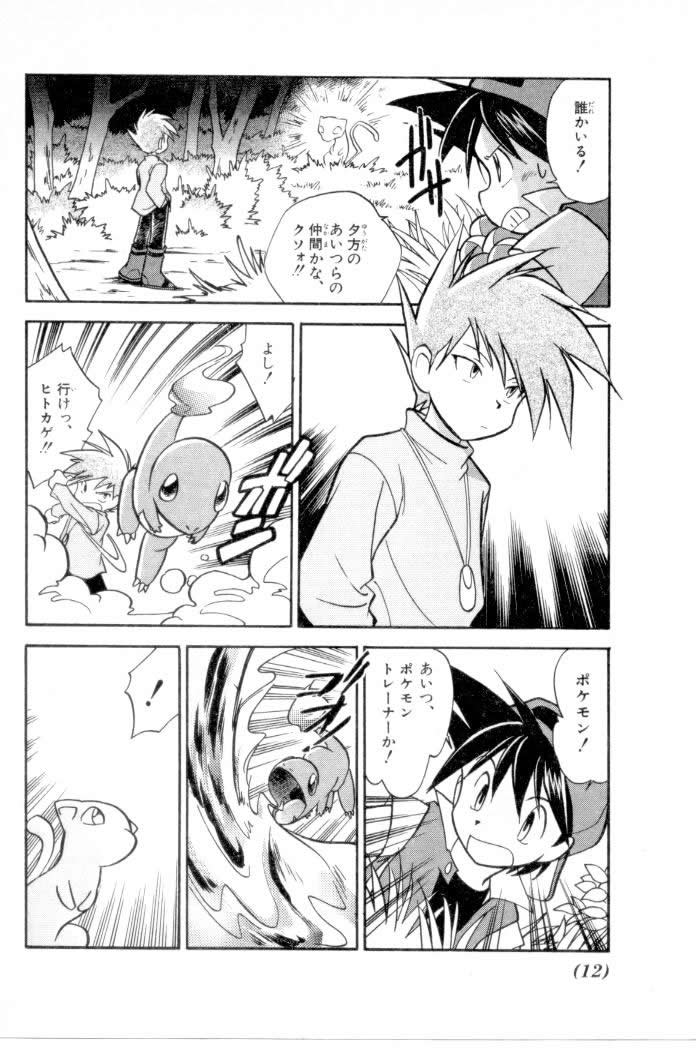 誰かいる!
ガサッ
夕方の
あいつらの
仲間かな、
クソォ!!
よし!
行けっ、
ヒトカゲ!!
ボン
ポケモン!
あいつ、
ポケモン
トレーナーか!
!
(12)